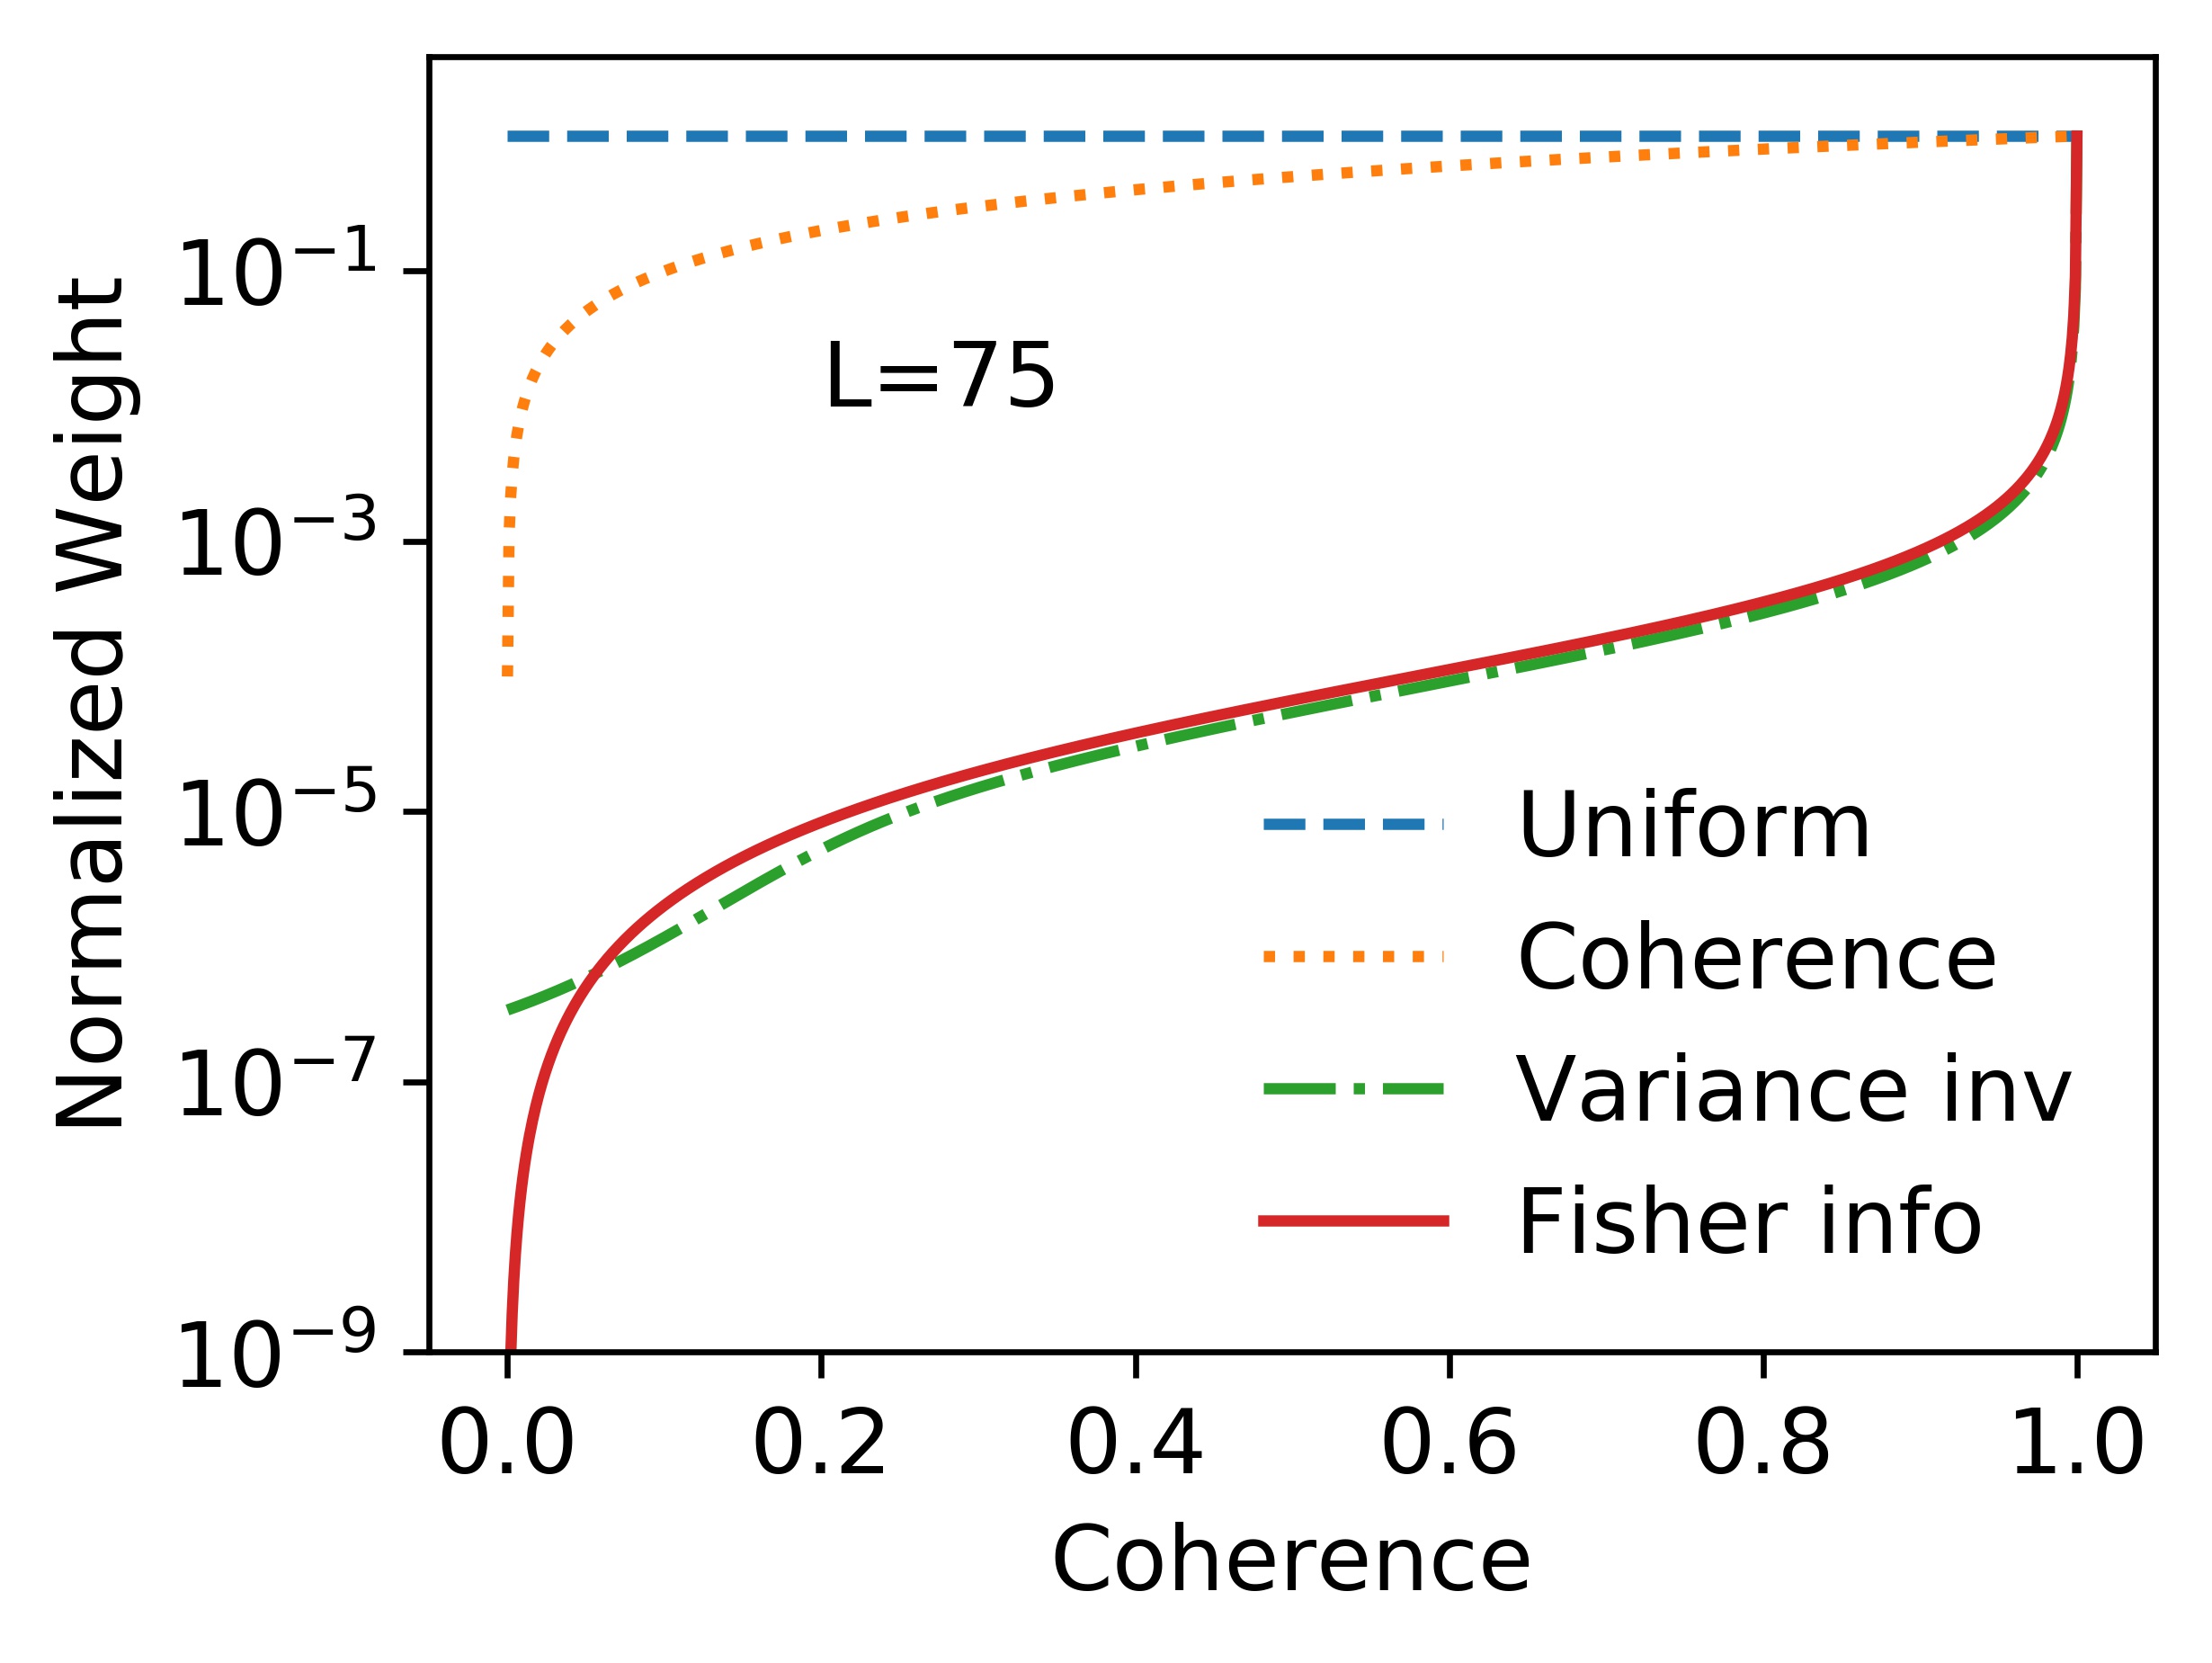 Normalized Weight
10⁻¹
10⁻³
10⁻⁵
10⁻⁷
10⁻⁹
L=75
Uniform
Coherence
Variance inv
Fisher info
0.0 0.2 0.4 0.6 0.8 1.0
Coherence